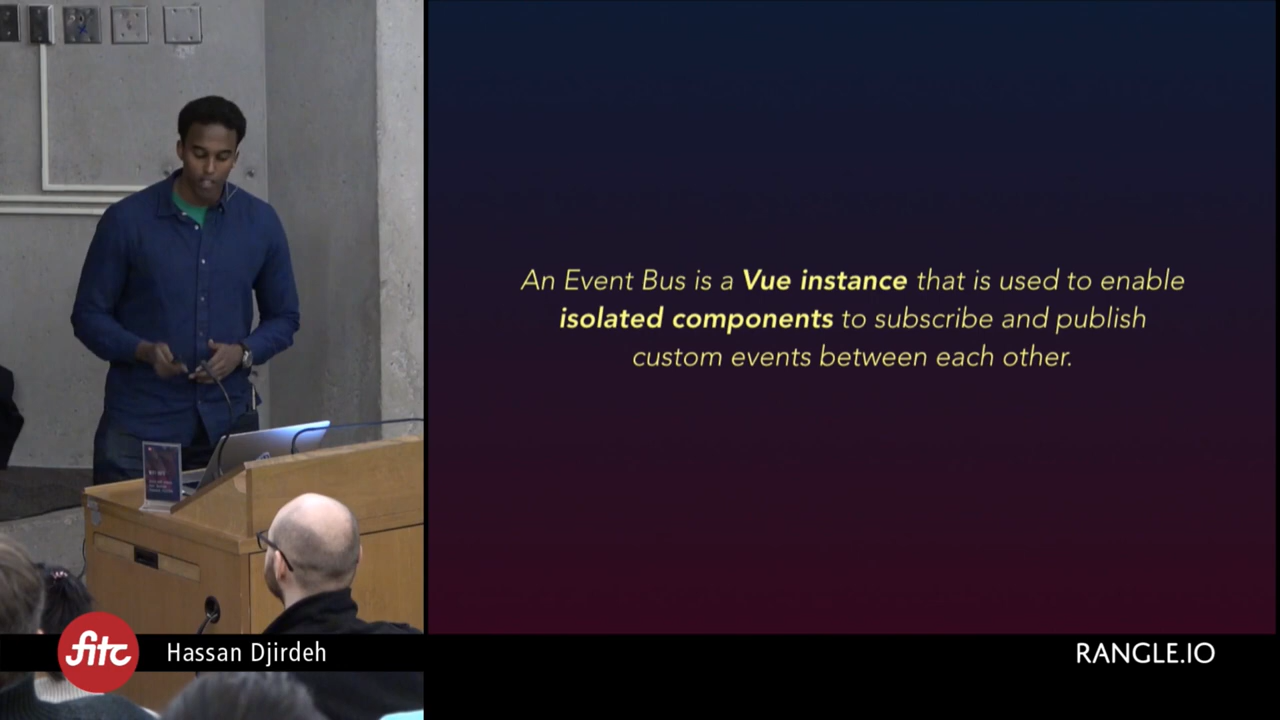 An Event Bus is a Vue instance that is used to enable
isolated components to subscribe and publish
custom events between each other.
fitc
Hassan Djirdeh
RANGLE.IO